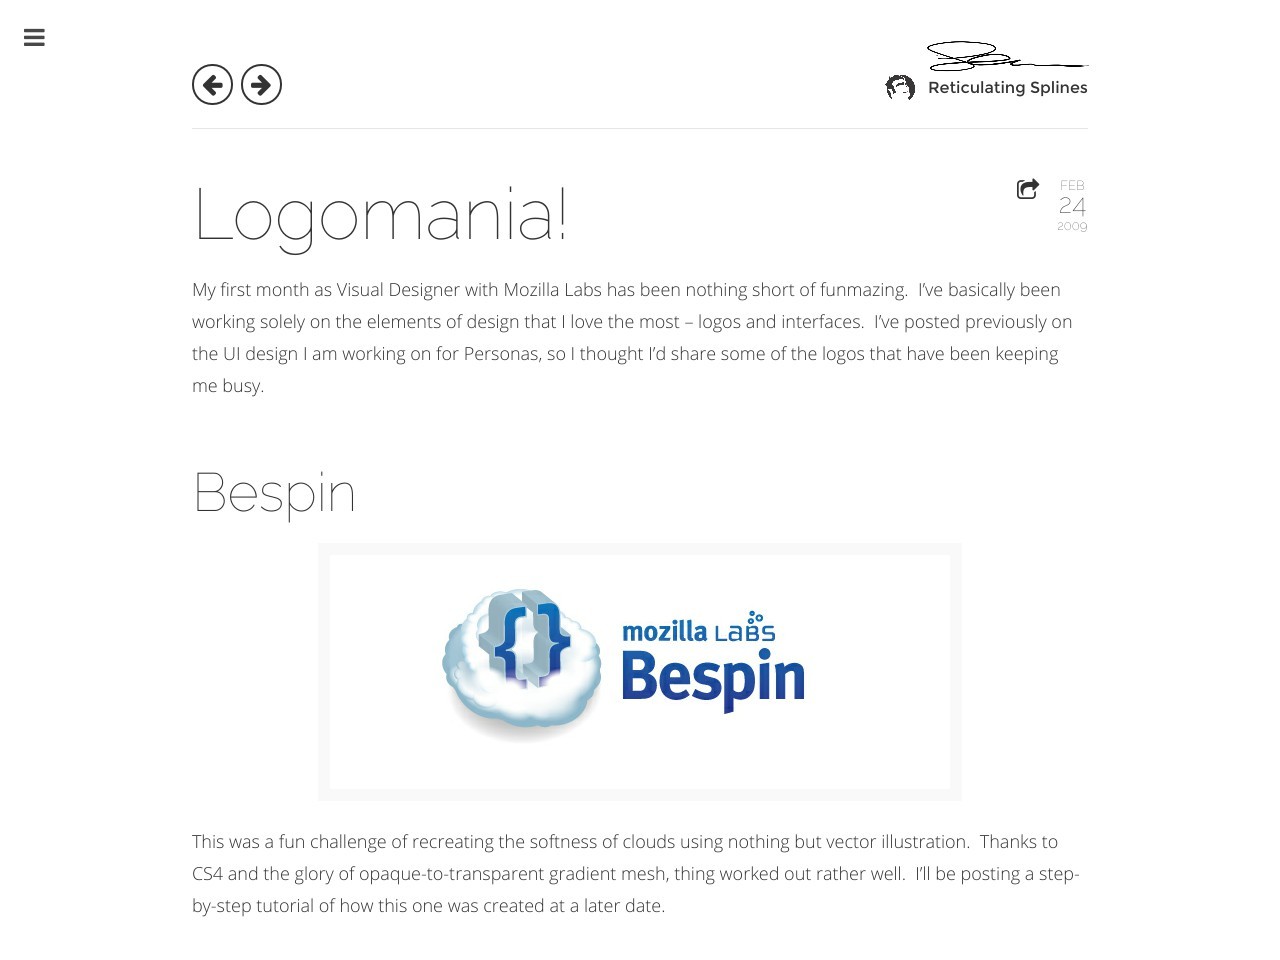 Reticulating Splines
Logomania!
FEB
24
2009
My first month as Visual Designer with Mozilla Labs has been nothing short of funmazing.  I’ve basically been
working solely on the elements of design that I love the most – logos and interfaces.  I’ve posted previously on
the UI design I am working on for Personas, so I thought I’d share some of the logos that have been keeping
me busy.
Bespin
{}
mozilla LaBS
Bespin
This was a fun challenge of recreating the softness of clouds using nothing but vector illustration.  Thanks to
CS4 and the glory of opaque-to-transparent gradient mesh, thing worked out rather well.  I’ll be posting a step-
by-step tutorial of how this one was created at a later date.